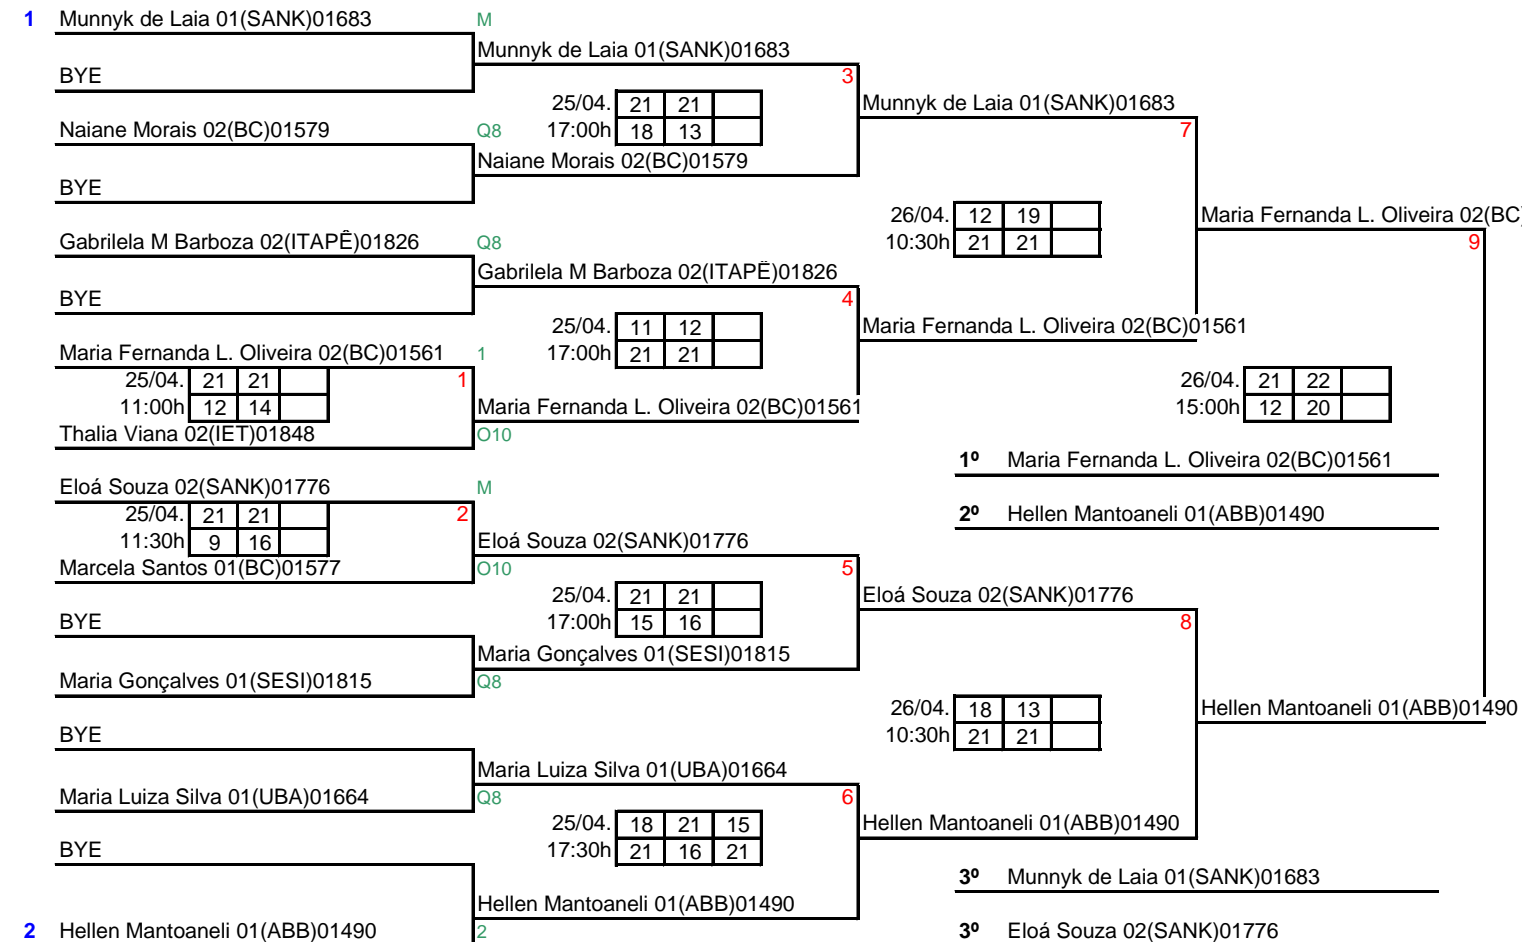 1 Munnyk de Laia 01(SANK)01683 M
Munnyk de Laia 01(SANK)01683
BYE 3
25/04. 21 21 Munnyk de Laia 01(SANK)01683
Naiane Morais 02(BC)01579 Q8 17:00h 18 13 7
Naiane Morais 02(BC)01579
BYE
26/04. 12 19 Maria Fernanda L. Oliveira 02(BC)
Gabrilela M Barboza 02(ITAPÊ)01826 Q8 10:30h 21 21 9
Gabrilela M Barboza 02(ITAPÊ)01826
BYE 4
25/04. 11 12 Maria Fernanda L. Oliveira 02(BC)01561
Maria Fernanda L. Oliveira 02(BC)01561 1 17:00h 21 21
25/04. 21 21 1 26/04. 21 22
11:00h 12 14 Maria Fernanda L. Oliveira 02(BC)01561 15:00h 12 20
Thalia Viana 02(IET)01848 O10
1º Maria Fernanda L. Oliveira 02(BC)01561
Eloá Souza 02(SANK)01776 M
25/04. 21 21 2 2º Hellen Mantoaneli 01(ABB)01490
11:30h 9 16 Eloá Souza 02(SANK)01776
Marcela Santos 01(BC)01577 O10 5
25/04. 21 21 Eloá Souza 02(SANK)01776
BYE 17:00h 15 16 8
Maria Gonçalves 01(SESI)01815
Maria Gonçalves 01(SESI)01815 Q8
26/04. 18 13 Hellen Mantoaneli 01(ABB)01490
BYE 10:30h 21 21
Maria Luiza Silva 01(UBA)01664
Maria Luiza Silva 01(UBA)01664 Q8 6
25/04. 18 21 15 Hellen Mantoaneli 01(ABB)01490
BYE 17:30h 21 16 21
3º Munnyk de Laia 01(SANK)01683
Hellen Mantoaneli 01(ABB)01490
2 Hellen Mantoaneli 01(ABB)01490 2 3º Eloá Souza 02(SANK)01776